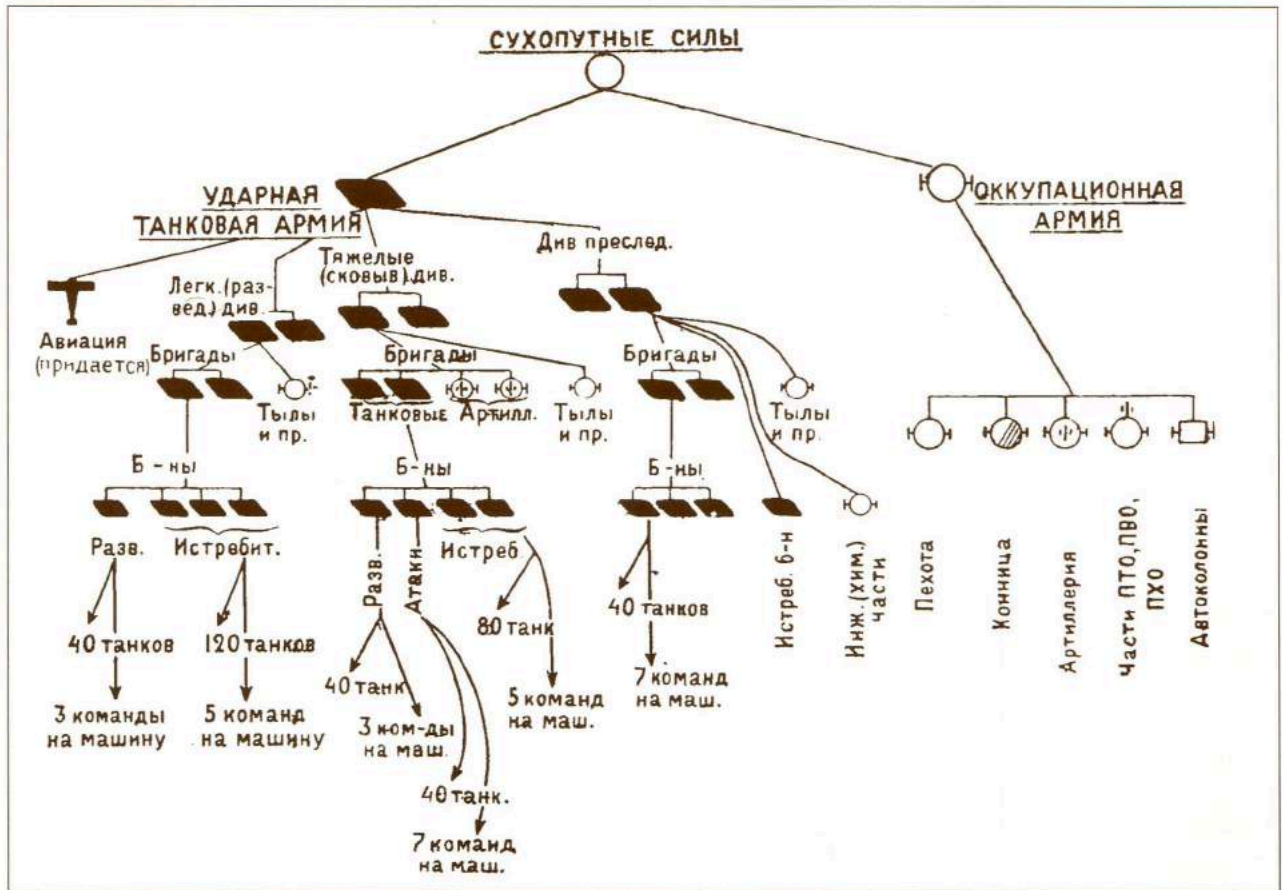 СУХОПУТНЫЕ СИЛЫ
УДАРНАЯ
ТАНКОВАЯ АРМИЯ
ОККУПАЦИОННАЯ
АРМИЯ
Авиация
(придается)
Легк.(раз-
вед.) див.
Тяжелые
(сковыв.) див.
Див преслед.
Бригады
Тылы
и пр.
Б-ны
Разв.
Истребит.
40 танков
120 танков
3 команды
на машину
5 команд
на машину
Бригады
Танковые
Артилл.
Тылы
и пр.
Б-ны
Разв.
Атаки
Истреб.
40 танк
3 ком-ды
на маш.
40 танк.
7 команд
на маш.
80 танк
5 команд
на маш.
Бригады
Тылы
и пр.
Б-ны
40 танков
7 команд
на маш.
Истреб. б-н
Инж.(хим.)
части
Пехота
Конница
Артиллерия
Части ПТО, ПВО,
ПХО
Автоколонны